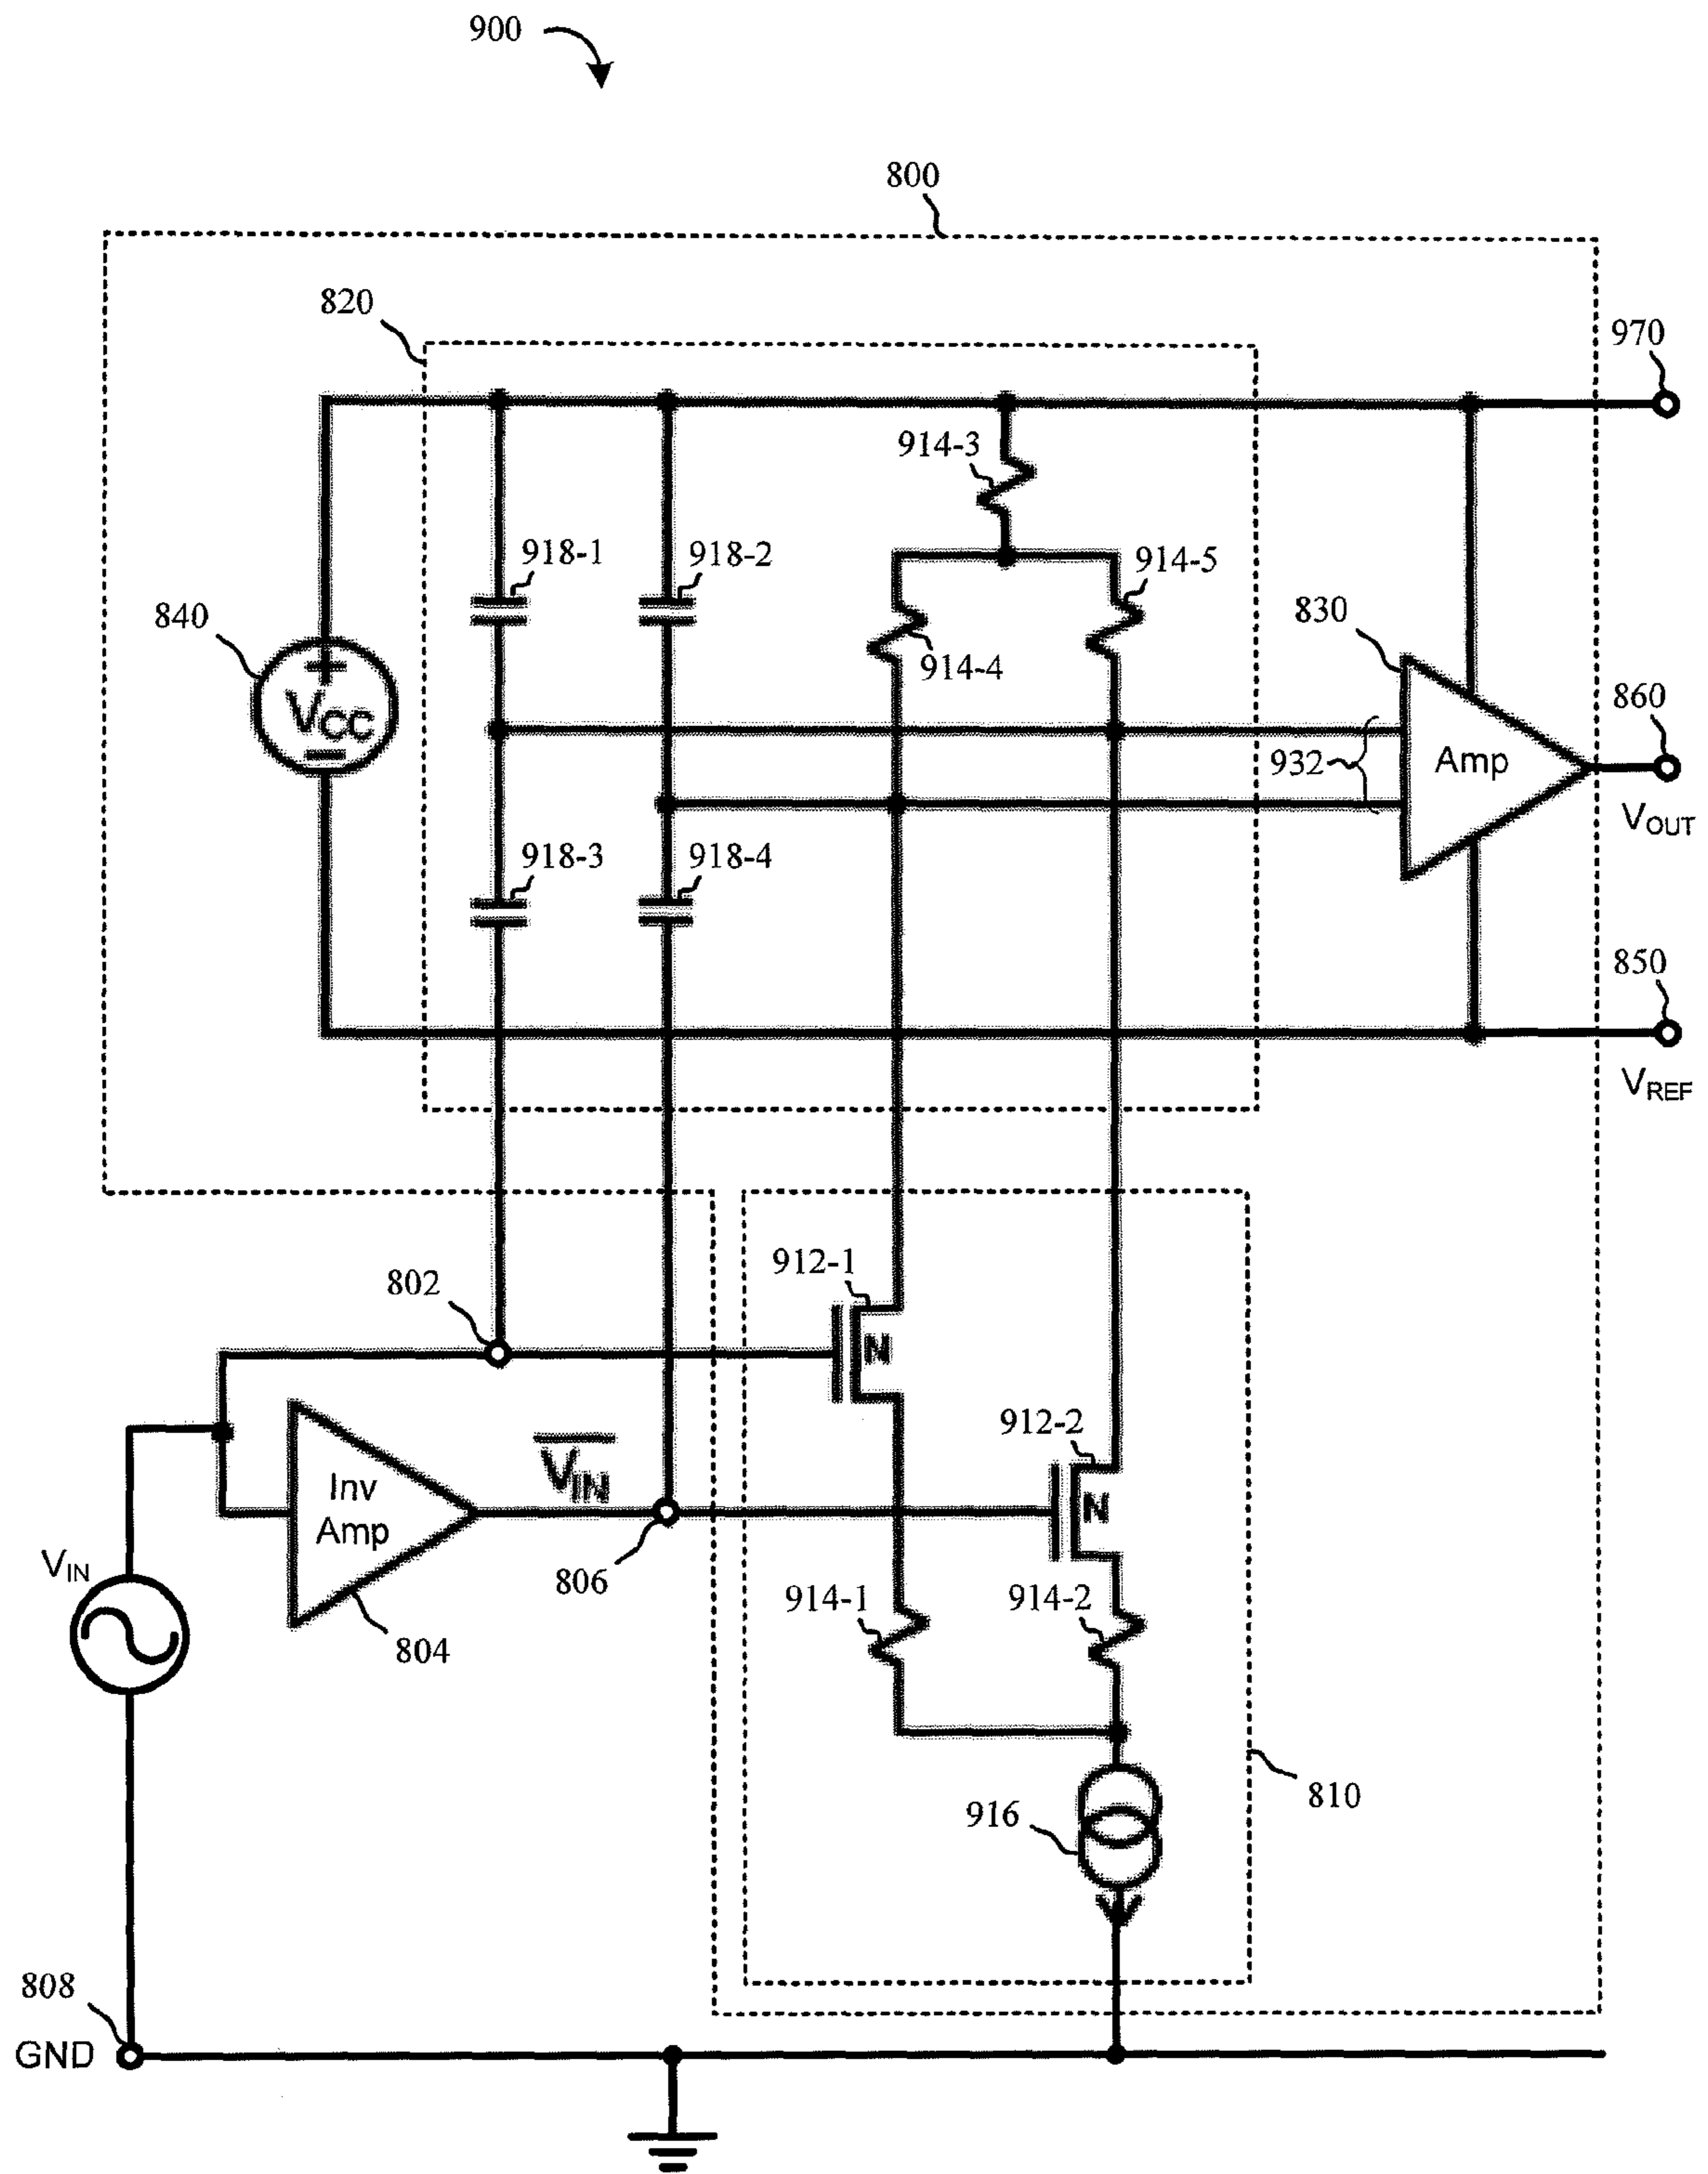 900
800
820
970
914-3
918-1
918-2
914-5
840
830
+
VCC
−
914-4
860
932
Amp
VOUT
918-3
918-4
850
VREF
912-1
802
N
912-2
VIN
Inv
Amp
N
VIN
806
914-1
914-2
804
810
916
808
GND